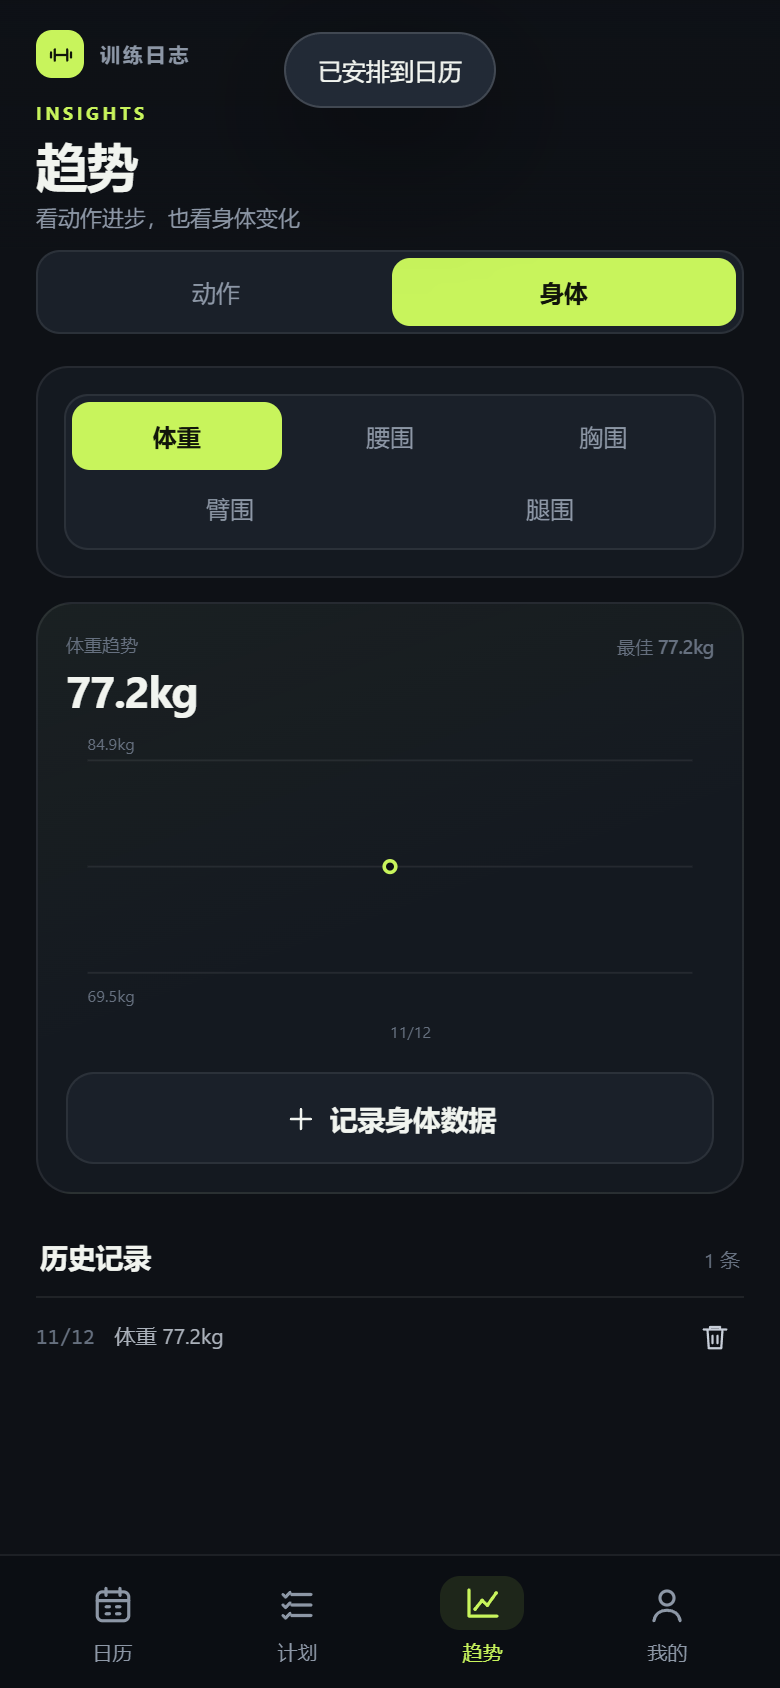 训练日志
已安排到日历
INSIGHTS
趋势
看动作进步，也看身体变化
动作
身体
体重
腰围
胸围
臂围
腿围
体重趋势
最佳 77.2kg
77.2kg
84.9kg
69.5kg
11/12
记录身体数据
历史记录
1 条
11/12 体重 77.2kg
日历
计划
趋势
我的